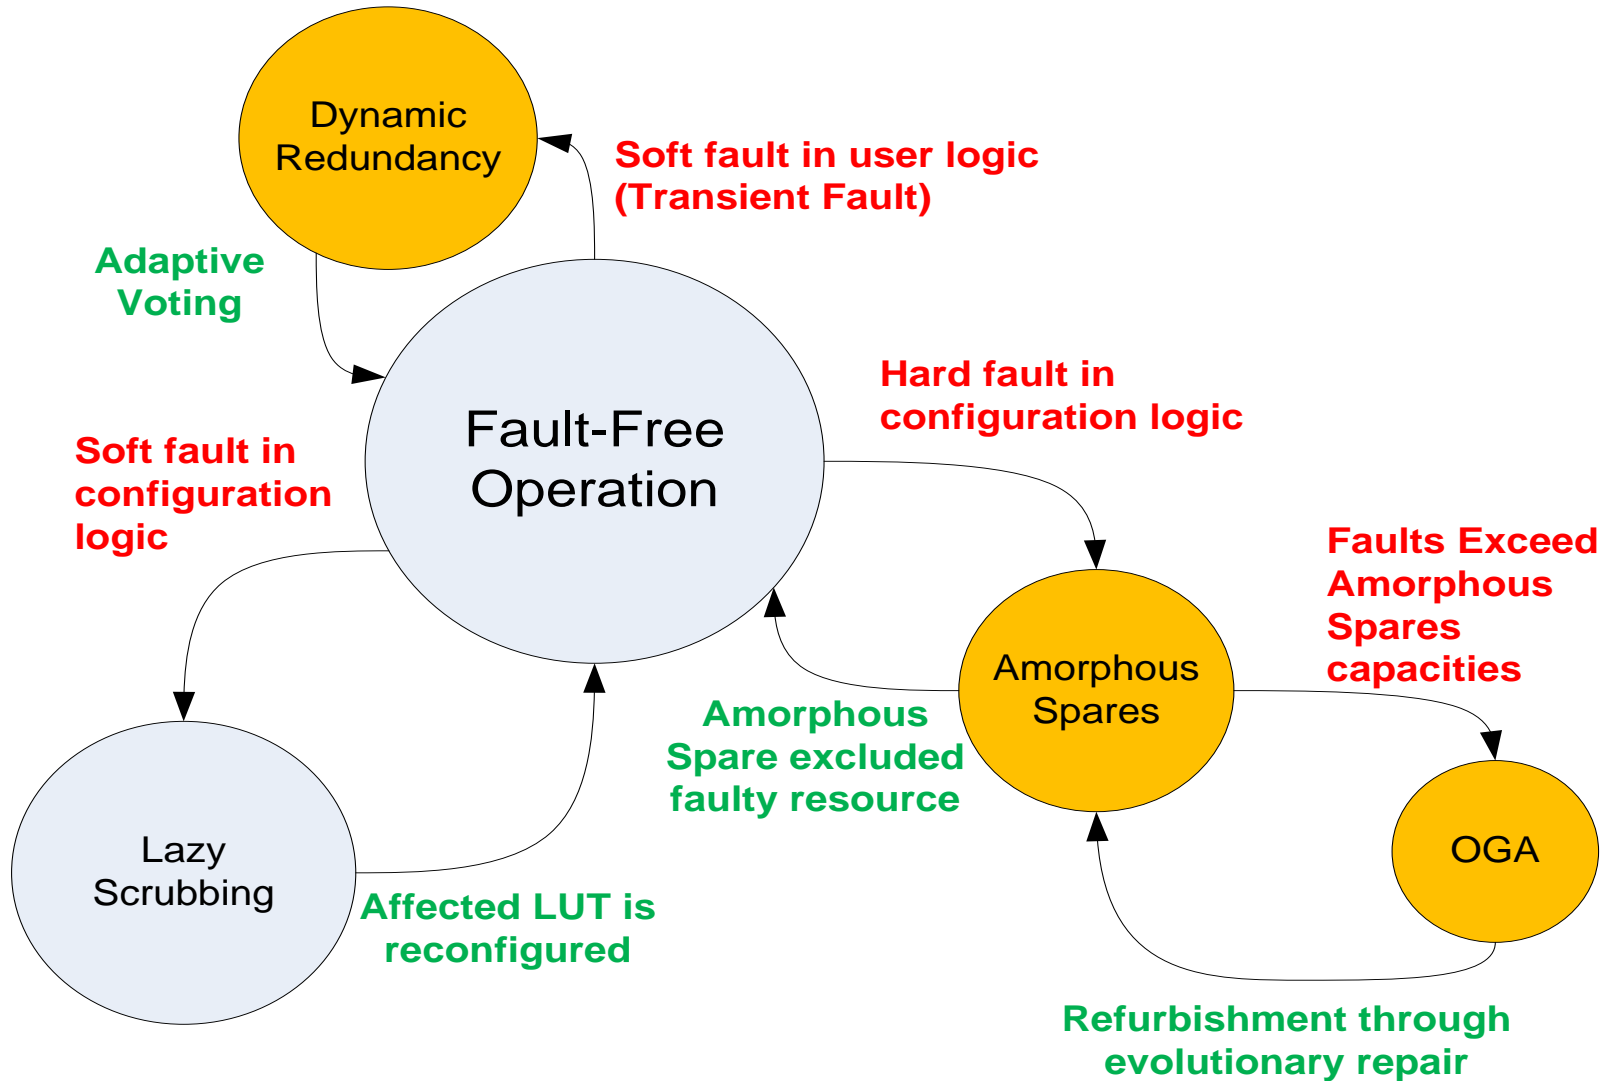 Dynamic
Redundancy
Soft fault in user logic
(Transient Fault)
Adaptive
Voting
Fault-Free
Operation
Hard fault in
configuration logic
Soft fault in
configuration
logic
Faults Exceed
Amorphous
Spares
capacities
Amorphous
Spares
Amorphous
Spare excluded
faulty resource
OGA
Lazy
Scrubbing
Affected LUT is
reconfigured
Refurbishment through
evolutionary repair